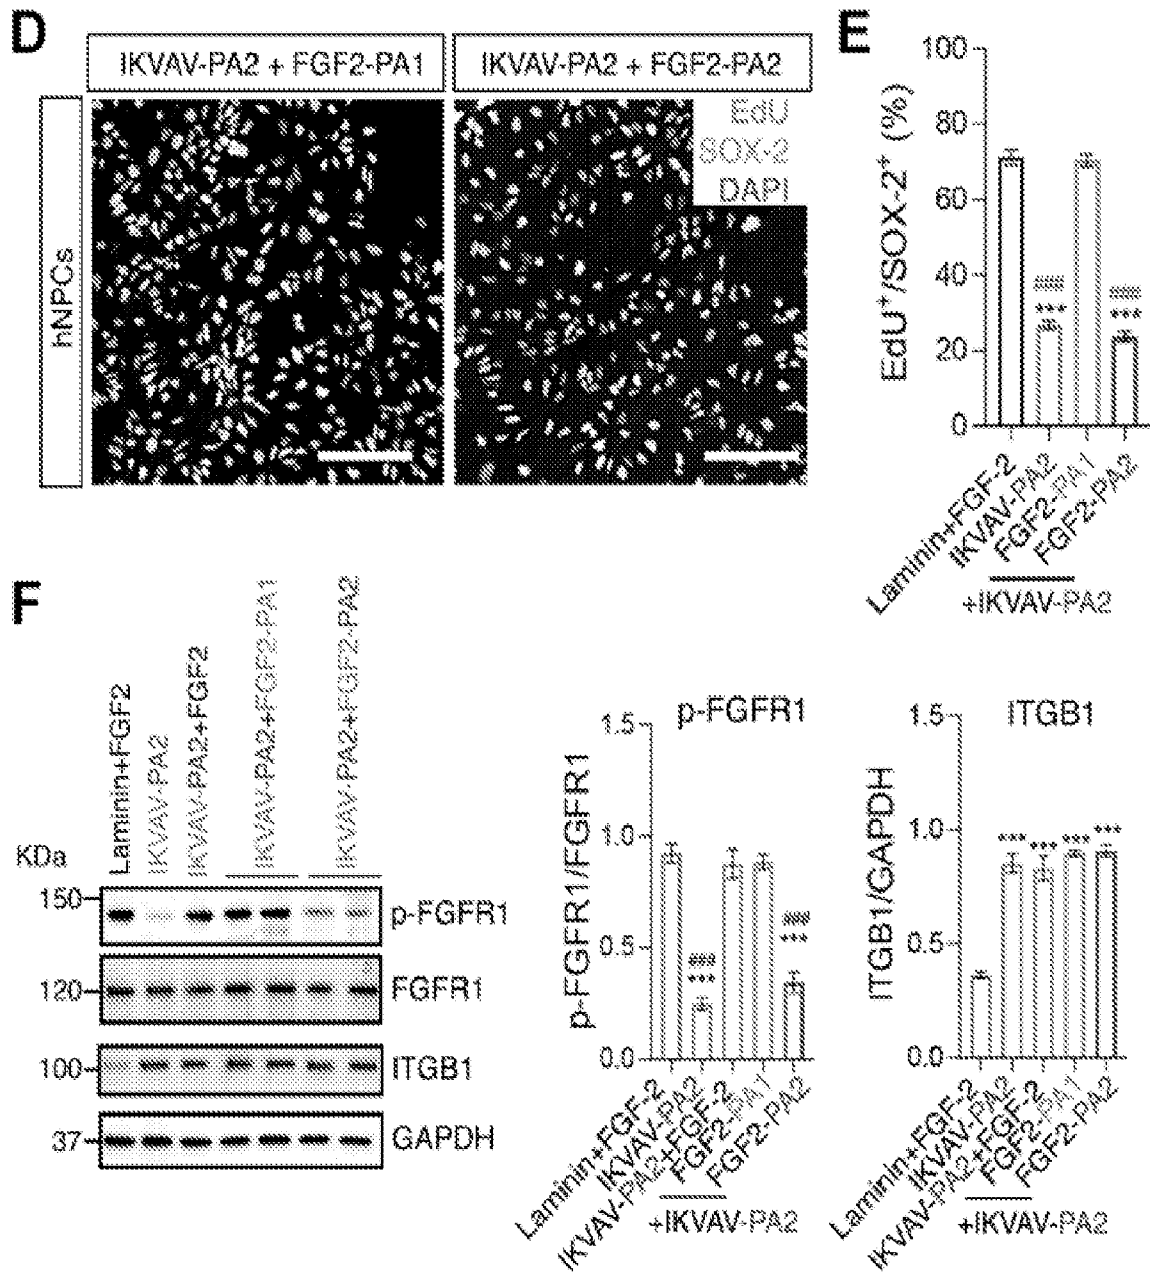 D
IKVAV-PA2 + FGF2-PA1
IKVAV-PA2 + FGF2-PA2
hNPCs
EdU
SOX-2
DAPI
E
EdU⁺/SOX-2⁺ (%)
100
80
60
40
20
0
###
***
###
***
Laminin+FGF-2
IKVAV-PA2
FGF2-PA1
FGF2-PA2
+IKVAV-PA2
F
Laminin+FGF2
IKVAV-PA2
IKVAV-PA2+FGF2
IKVAV-PA2+FGF2-PA1
IKVAV-PA2+FGF2-PA2
KDa
150
p-FGFR1
120
FGFR1
100
ITGB1
37
GAPDH
p-FGFR1
p-FGFR1/FGFR1
1.5
1.0
0.5
0.0
###
***
###
***
Laminin+FGF-2
IKVAV-PA2
IKVAV-PA2+FGF-2
FGF2-PA1
FGF2-PA2
+IKVAV-PA2
ITGB1
ITGB1/GAPDH
1.5
1.0
0.5
0.0
***
***
***
***
Laminin+FGF-2
IKVAV-PA2
IKVAV-PA2+FGF-2
FGF2-PA1
FGF2-PA2
+IKVAV-PA2